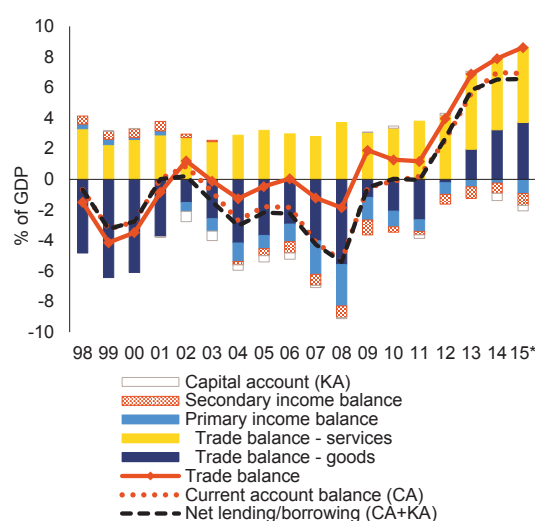 10
8
6
4
2
0
-2
-4
-6
-8
-10
% of GDP
98 99 00 01 02 03 04 05 06 07 08 09 10 11 12 13 14 15*
Capital account (KA)
Secondary income balance
Primary income balance
Trade balance - services
Trade balance - goods
Trade balance
Current account balance (CA)
Net lending/borrowing (CA+KA)